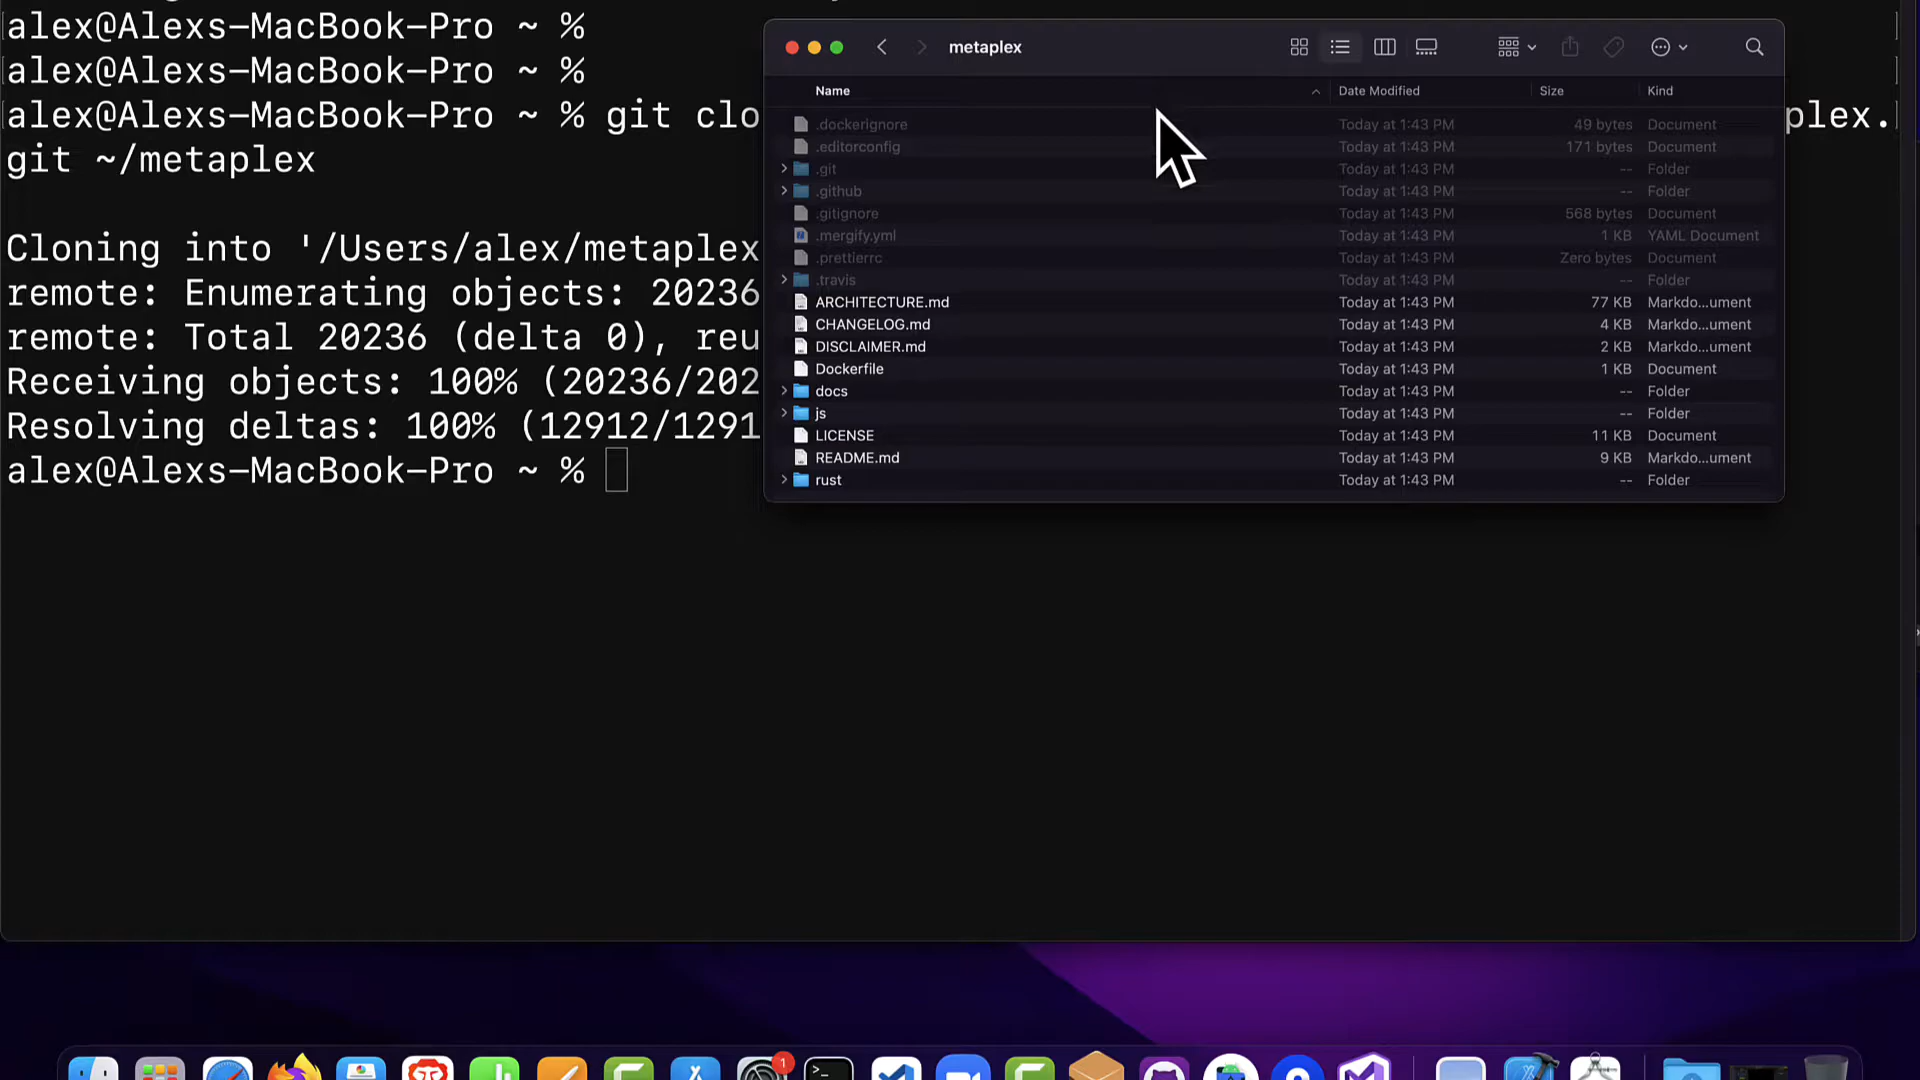 alex@Alexs-MacBook-Pro ~ %
alex@Alexs-MacBook-Pro ~ %
alex@Alexs-MacBook-Pro ~ % git clo
plex.
git ~/metaplex
Cloning into '/Users/alex/metaplex
remote: Enumerating objects: 20236
remote: Total 20236 (delta 0), reu
Receiving objects: 100% (20236/202
Resolving deltas: 100% (12912/1291
alex@Alexs-MacBook-Pro ~ %
metaplex
Name Date Modified Size Kind
.dockerignore Today at 1:43 PM 49 bytes Document
.editorconfig Today at 1:43 PM 171 bytes Document
.git Today at 1:43 PM -- Folder
.github Today at 1:43 PM -- Folder
.gitignore Today at 1:43 PM 568 bytes Document
.mergify.yml Today at 1:43 PM 1 KB YAML Document
.prettierrc Today at 1:43 PM Zero bytes Document
.travis Today at 1:43 PM -- Folder
ARCHITECTURE.md Today at 1:43 PM 77 KB Markdo...ument
CHANGELOG.md Today at 1:43 PM 4 KB Markdo...ument
DISCLAIMER.md Today at 1:43 PM 2 KB Markdo...ument
Dockerfile Today at 1:43 PM 1 KB Document
docs Today at 1:43 PM -- Folder
js Today at 1:43 PM -- Folder
LICENSE Today at 1:43 PM 11 KB Document
README.md Today at 1:43 PM 9 KB Markdo...ument
rust Today at 1:43 PM -- Folder
1